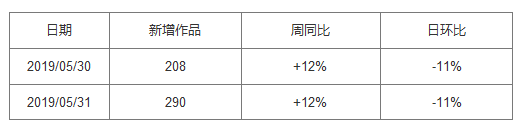 日期 新增作品 周同比 日环比
2019/05/30 208 +12% -11%
2019/05/31 290 +12% -11%